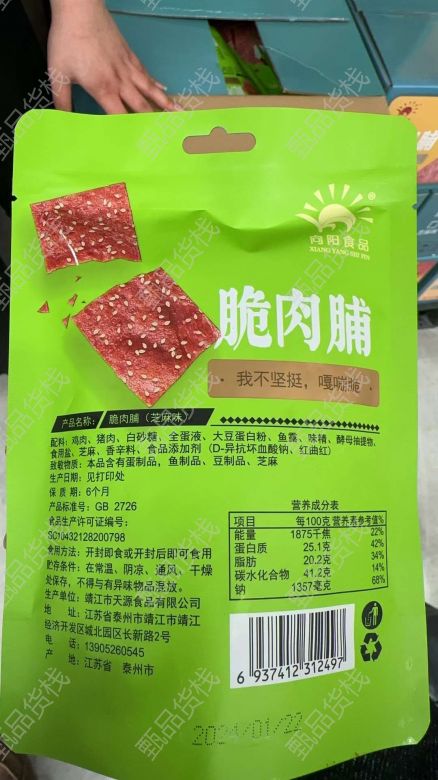 向阳食品
XIANG YANG SHI PIN
脆肉脯
我不坚挺，嘎嘣脆
产品名称：脆肉脯（芝麻味
配料：鸡肉、猪肉、白砂糖、全蛋液、大豆蛋白粉、鱼露、味精、酵母抽提物、
食用盐、芝麻、香辛料、食品添加剂（D-异抗坏血酸钠、红曲红）
致敏物质：本品含有蛋制品，鱼制品、豆制品、芝麻
生产日期：见打印处
保 质 期：6个月
产品标准号：GB 2726
食品生产许可证编号：
SC10432128200798
食用方法：开封即食或开封后即可食用
贮存条件：在常温、阴凉、通风、干燥
处保存，不得与有异味物品混放。
生产单位：靖江市天源食品有限公司
地 址：江苏省泰州市靖江市靖江
经济开发区城北园区长新路2号
电 话：13905260545
产 地：江苏省 泰州市
营养成分表
项目 每100克 营养素参考值%
能量 1875千焦 22%
蛋白质 25.1克 42%
脂肪 20.2克 34%
碳水化合物 41.2克 14%
钠 1357毫克 68%
6 937412 312497
2024/01/22
甄品货栈